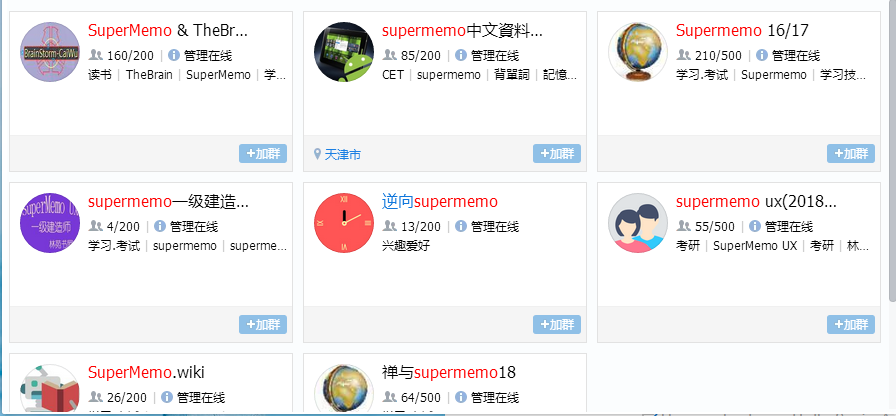 SuperMemo & TheBr...
160/200 | 管理在线
读书 | TheBrain | SuperMemo | 学...
+加群
supermemo中文資料...
85/200 | 管理在线
CET | supermemo | 背單詞 | 記憶...
天津市
+加群
Supermemo 16/17
210/500 | 管理在线
学习.考试 | Supermemo | 学习技...
+加群
supermemo一级建造...
4/200 | 管理在线
学习.考试 | supermemo | superme...
+加群
逆向supermemo
13/200 | 管理在线
兴趣爱好
+加群
supermemo ux(2018...
55/500 | 管理在线
考研 | SuperMemo UX | 考研 | 林...
+加群
SuperMemo.wiki
26/200 | 管理在线
禅与supermemo18
64/500 | 管理在线
BrainStorm-CalWu
SuperMemo UX
一级建造师